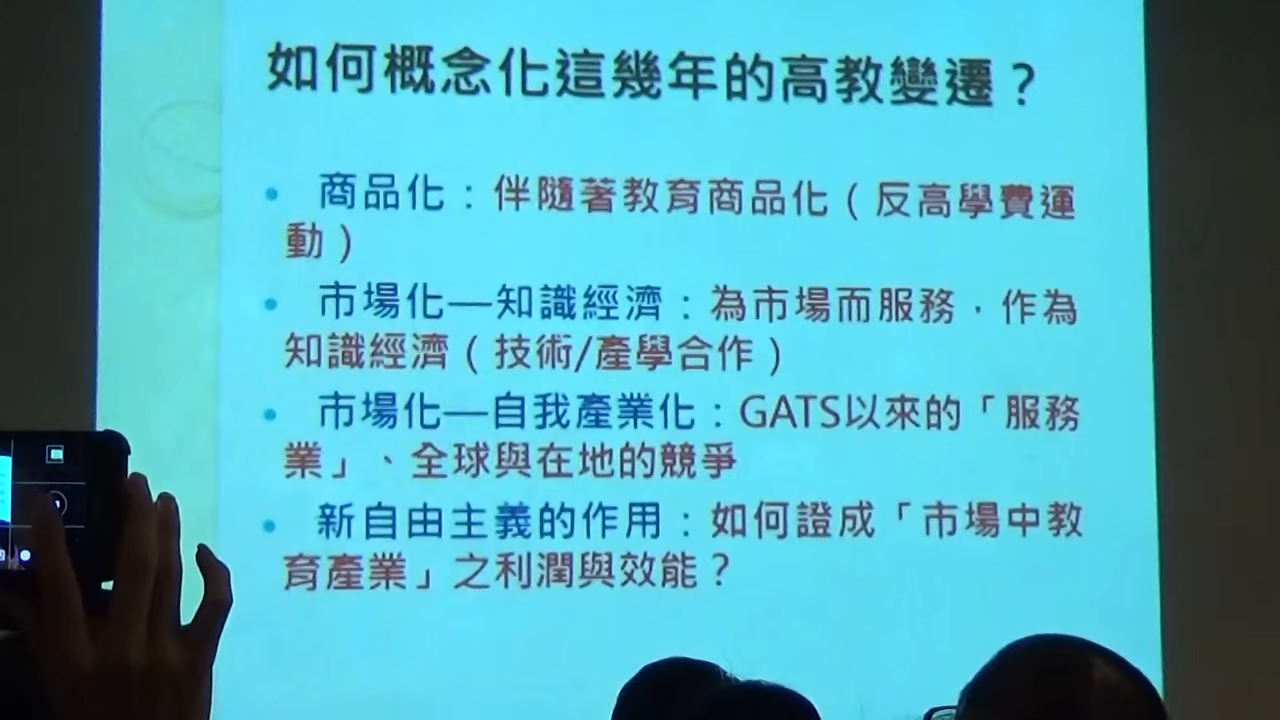 如何概念化這幾年的高教變遷？
• 商品化：伴隨著教育商品化（反高學費運
動）
• 市場化—知識經濟：為市場而服務，作為
知識經濟（技術/產學合作）
• 市場化—自我產業化：GATS以來的「服務
業」、全球與在地的競爭
• 新自由主義的作用：如何證成「市場中教
育產業」之利潤與效能？